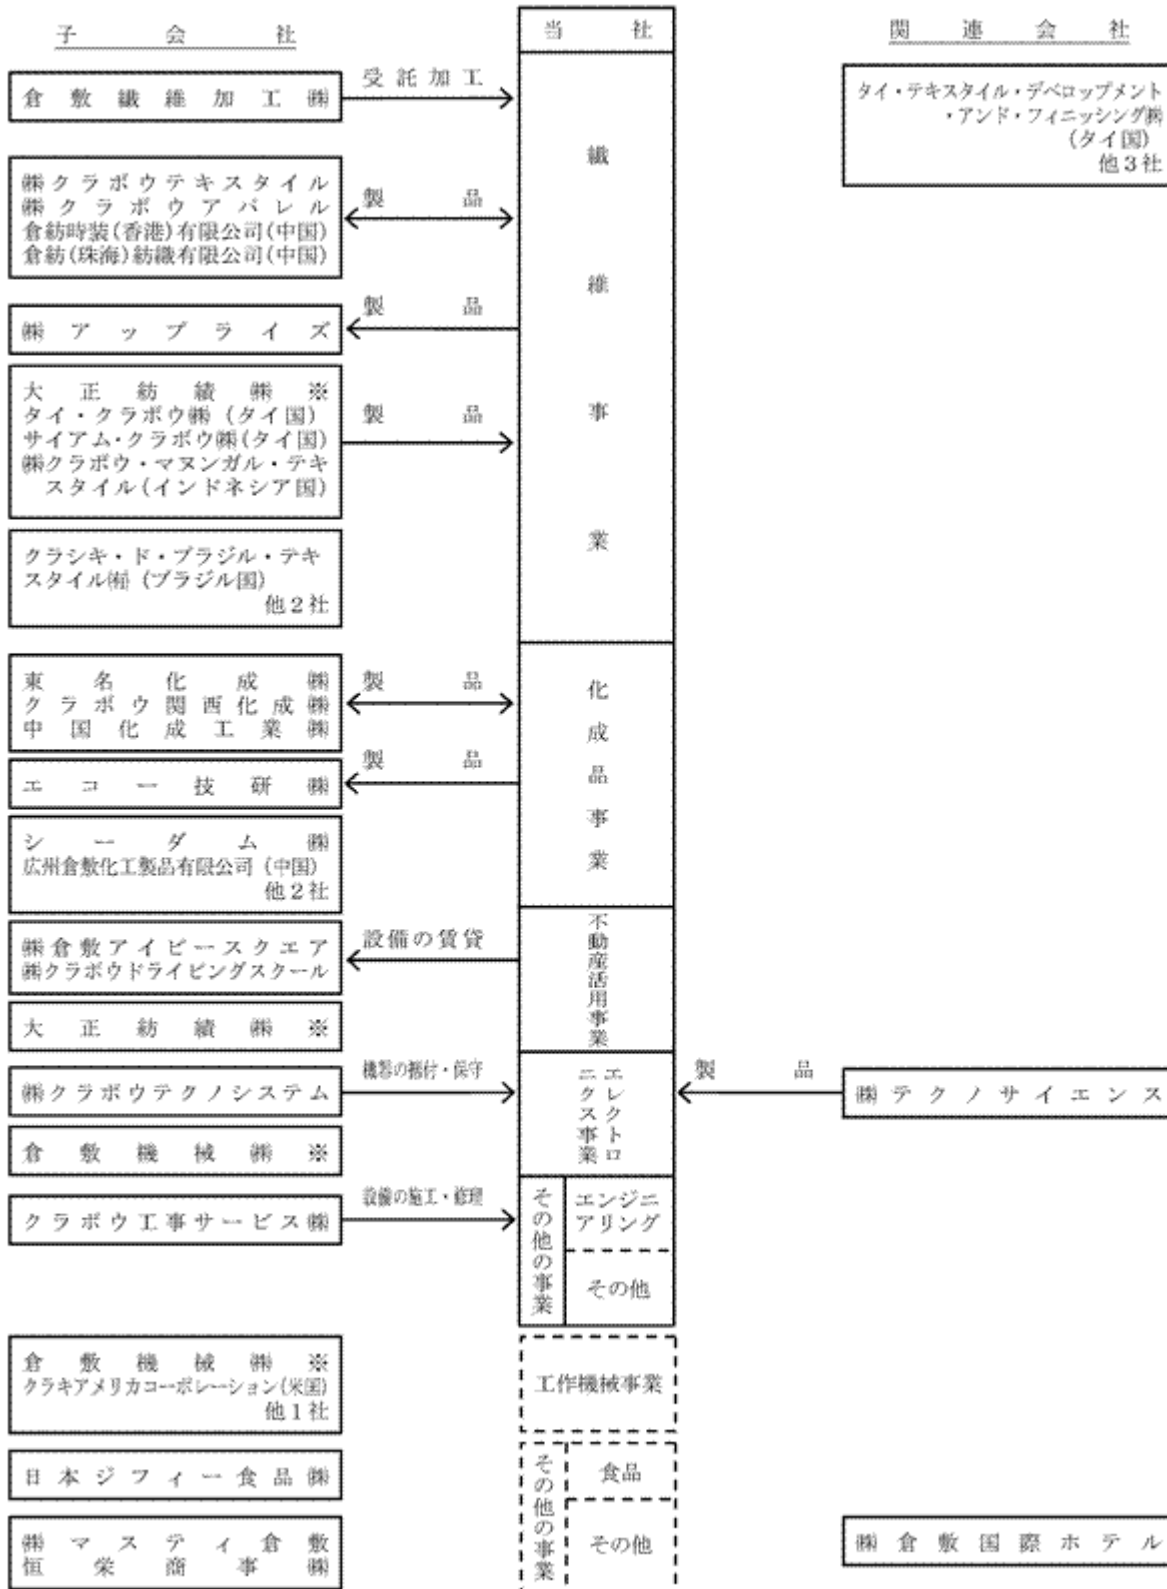 子会社
当社
関連会社
倉敷繊維加工㈱
受託加工
繊維事業
タイ・テキスタイル・デベロップメント
・アンド・フィニッシング㈱
(タイ国)
他3社
㈱クラボウテキスタイル
㈱クラボウアパレル
倉紡時装(香港)有限公司(中国)
倉紡(珠海)紡織有限公司(中国)
製品
㈱アップライズ
製品
大正紡績㈱※
タイ・クラボウ㈱(タイ国)
サイアム・クラボウ㈱(タイ国)
㈱クラボウ・マヌンガル・テキ
スタイル(インドネシア国)
製品
クラシキ・ド・ブラジル・テキ
スタイル㈲(ブラジル国)
他2社
東名化成㈱
クラボウ関西化成㈱
中国化成工業㈱
製品
化成品事業
エコー技研㈱
製品
シーダム㈱
広州倉敷化工製品有限公司(中国)
他2社
㈱倉敷アイビースクエア
㈱クラボウドライビングスクール
設備の賃貸
不動産活用事業
大正紡績㈱※
㈱クラボウテクノシステム
機器の据付・保守
エレクトロ
ニクス事業
製品
㈱テクノサイエンス
倉敷機械㈱※
クラボウ工事サービス㈱
設備の施工・修理
その他の事業
エンジニ
アリング
その他
倉敷機械㈱※
クラキアメリカコーポレーション(米国)
他1社
工作機械事業
日本ジフィー食品㈱
その他の事業
食品
㈱マスティ倉敷
恒栄商事㈱
その他
㈱倉敷国際ホテル